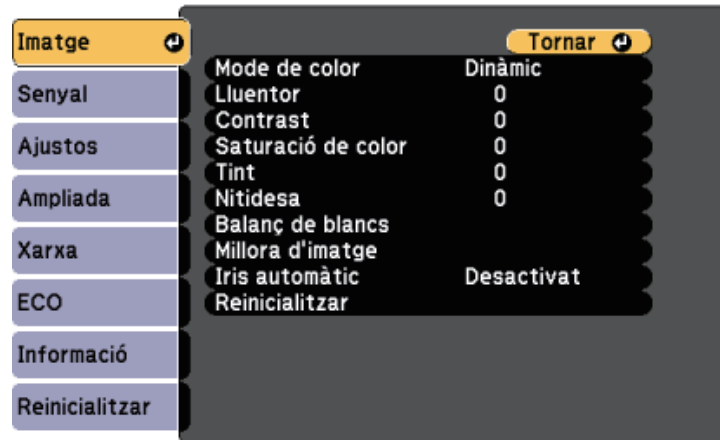 Imatge
Senyal
Ajustos
Ampliada
Xarxa
ECO
Informació
Reinicialitzar
Tornar
Mode de color Dinàmic
Lluentor 0
Contrast 0
Saturació de color 0
Tint 0
Nitidesa 0
Balanç de blancs
Millora d'imatge
Iris automàtic Desactivat
Reinicialitzar